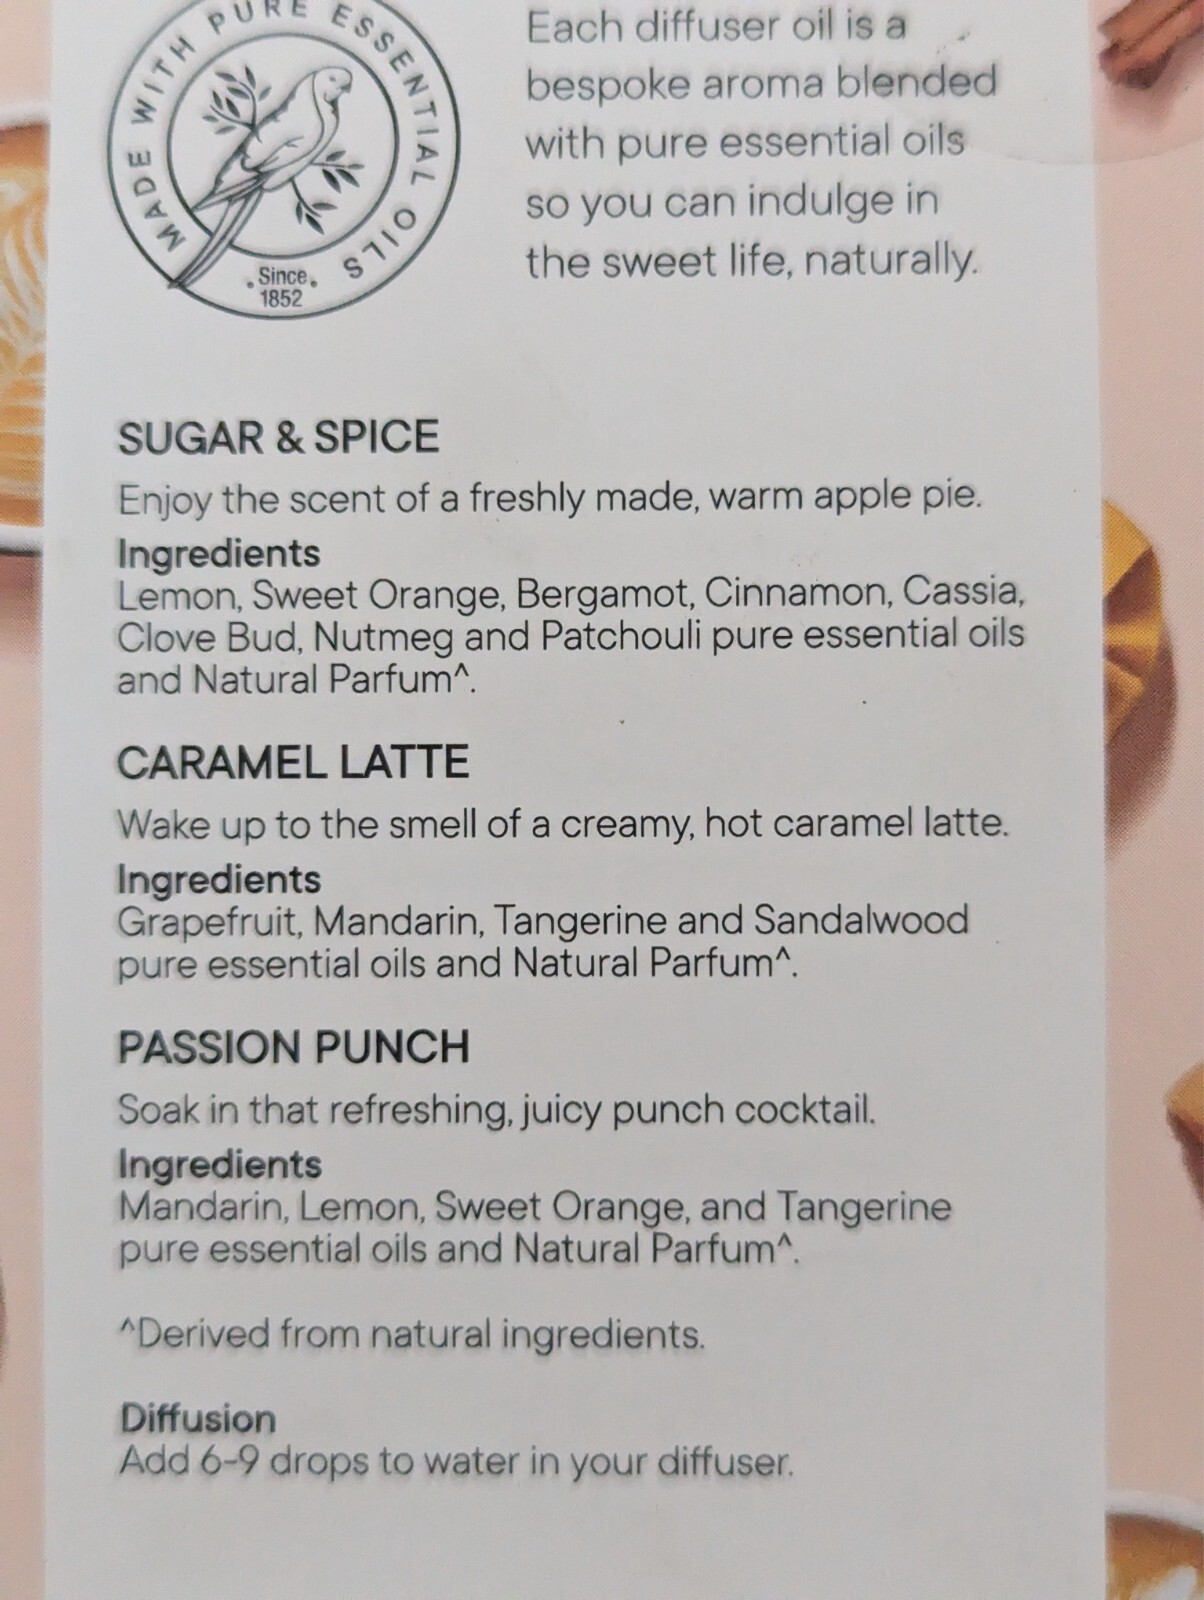 MADE WITH PURE ESSENTIAL OILS
Since
1852
Each diffuser oil is a
bespoke aroma blended
with pure essential oils
so you can indulge in
the sweet life, naturally.
SUGAR & SPICE
Enjoy the scent of a freshly made, warm apple pie.
Ingredients
Lemon, Sweet Orange, Bergamot, Cinnamon, Cassia,
Clove Bud, Nutmeg and Patchouli pure essential oils
and Natural Parfum^.
CARAMEL LATTE
Wake up to the smell of a creamy, hot caramel latte.
Ingredients
Grapefruit, Mandarin, Tangerine and Sandalwood
pure essential oils and Natural Parfum^.
PASSION PUNCH
Soak in that refreshing, juicy punch cocktail.
Ingredients
Mandarin, Lemon, Sweet Orange, and Tangerine
pure essential oils and Natural Parfum^.
^Derived from natural ingredients.
Diffusion
Add 6-9 drops to water in your diffuser.